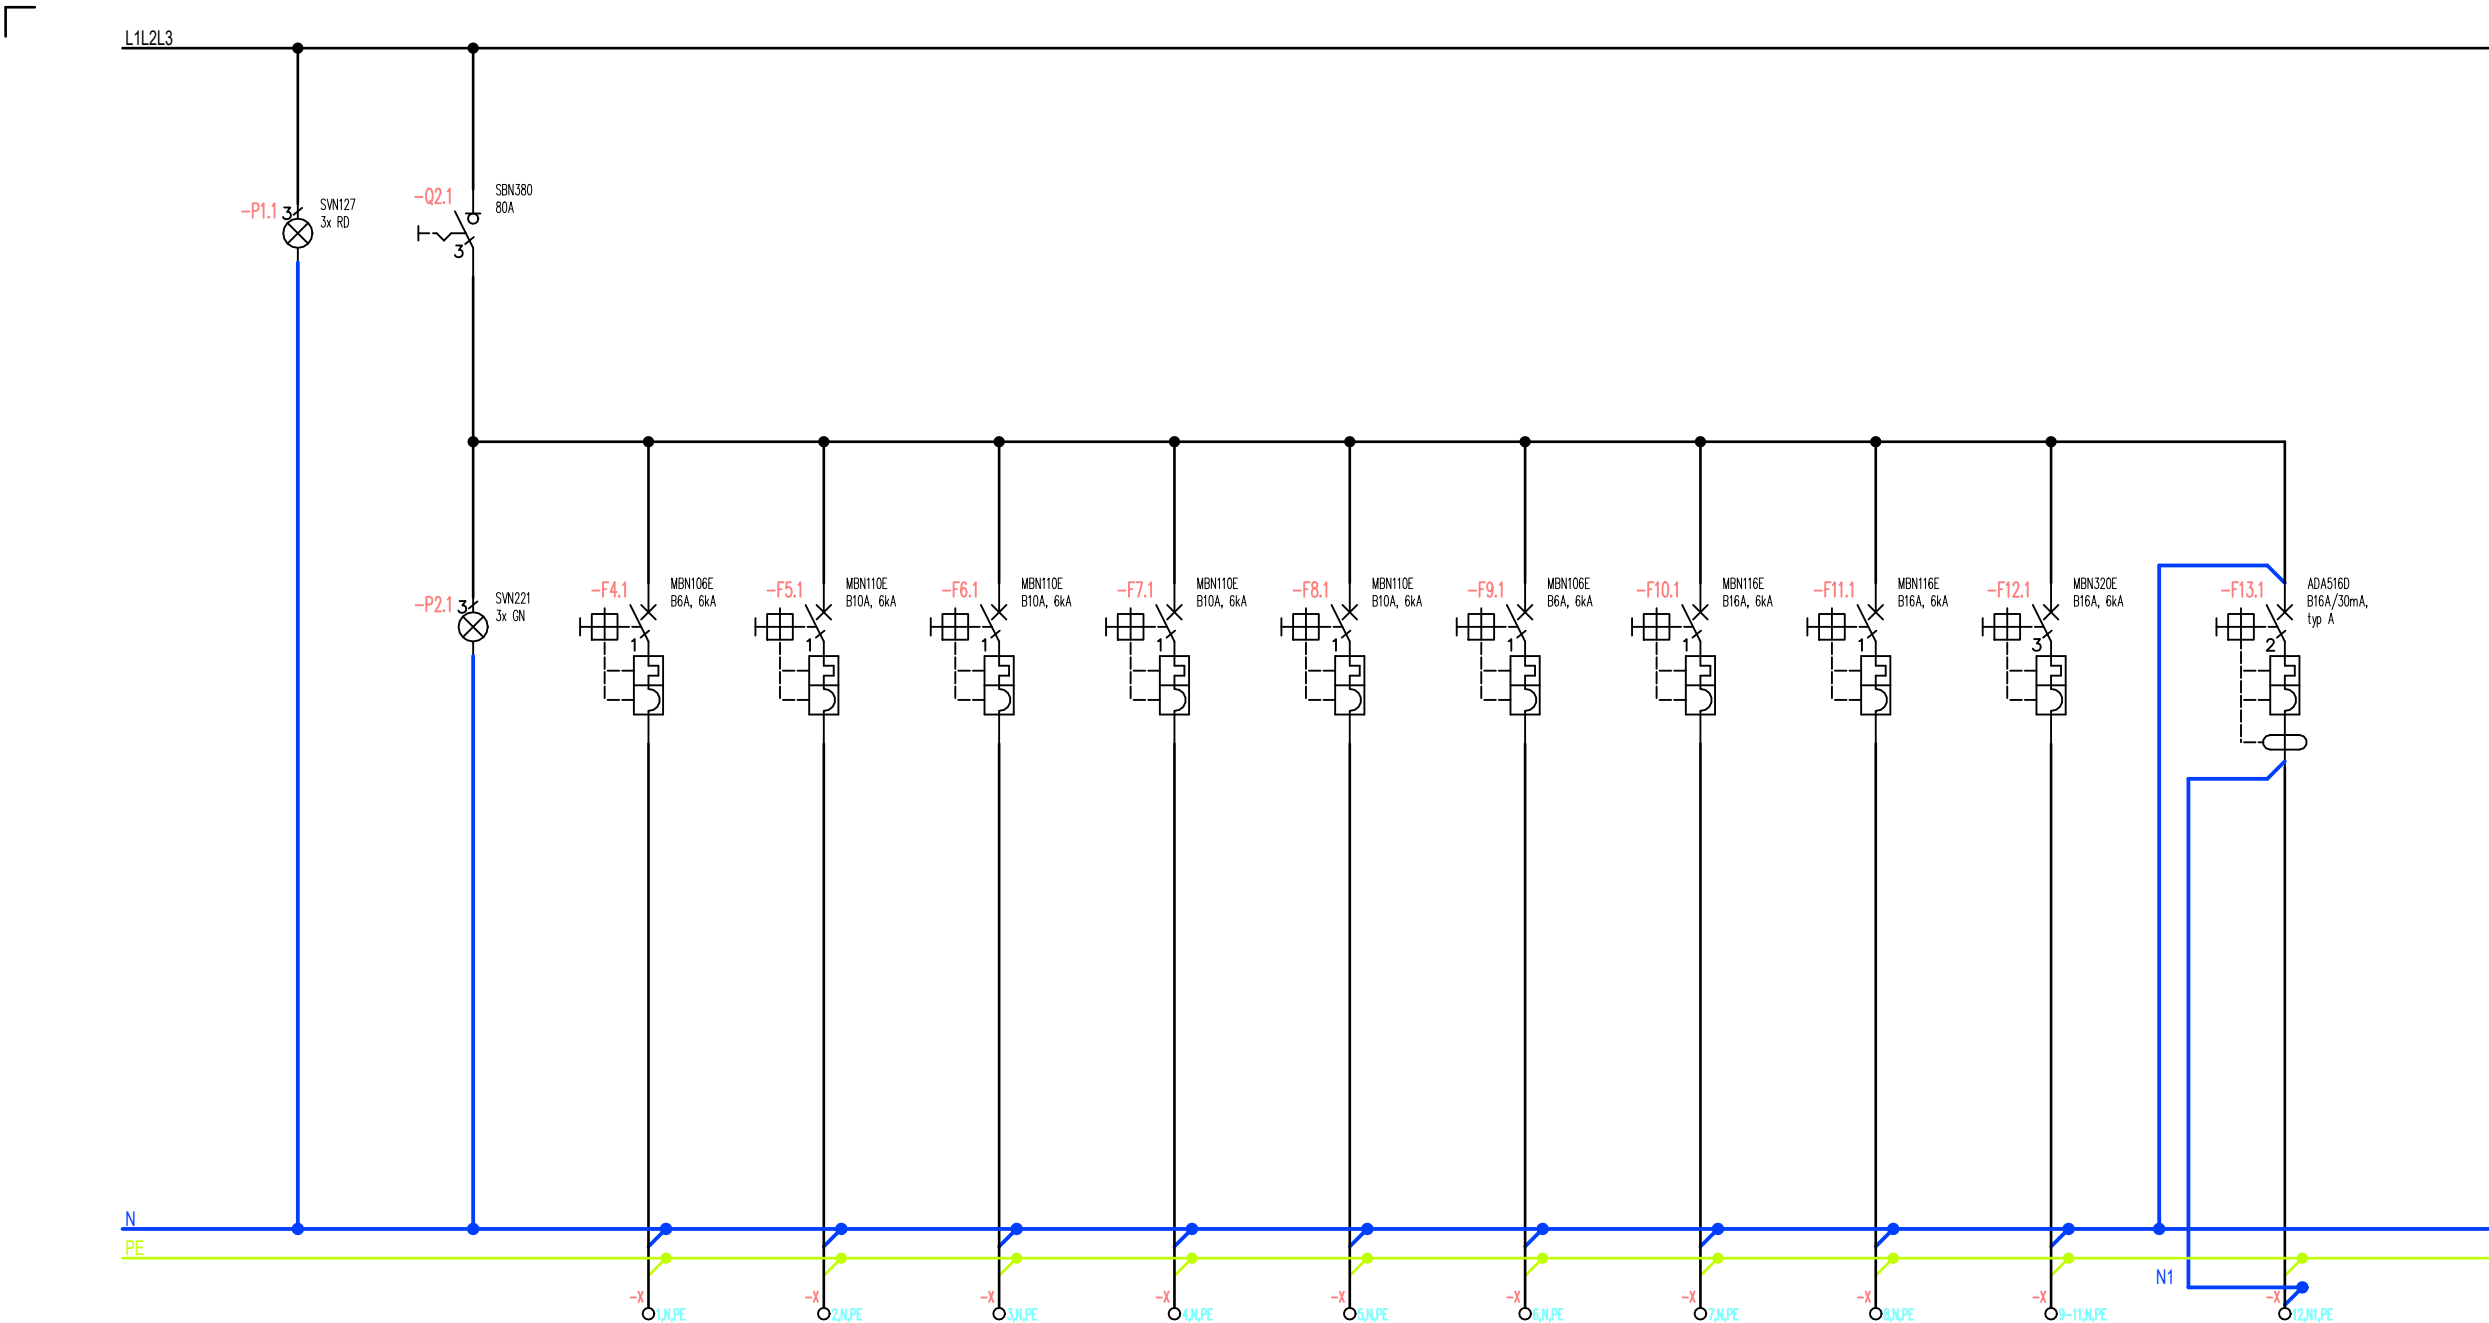 L1L2L3
-P1.1
3
SVN127
3x RD
-Q2.1
SBN380
80A
3
-P2.1
3
SVN221
3x GN
-F4.1
MBN106E
B6A, 6kA
1
-F5.1
MBN110E
B10A, 6kA
1
-F6.1
MBN110E
B10A, 6kA
1
-F7.1
MBN110E
B10A, 6kA
1
-F8.1
MBN110E
B10A, 6kA
1
-F9.1
MBN106E
B6A, 6kA
1
-F10.1
MBN116E
B16A, 6kA
1
-F11.1
MBN116E
B16A, 6kA
1
-F12.1
MBN320E
B16A, 6kA
3
-F13.1
ADA516D
B16A/30mA,
typ A
2
N
PE
N1
-X
1,N,PE
-X
2,N,PE
-X
3,N,PE
-X
4,N,PE
-X
5,N,PE
-X
6,N,PE
-X
7,N,PE
-X
8,N,PE
-X
9-11,N,PE
-X
12,N1,PE